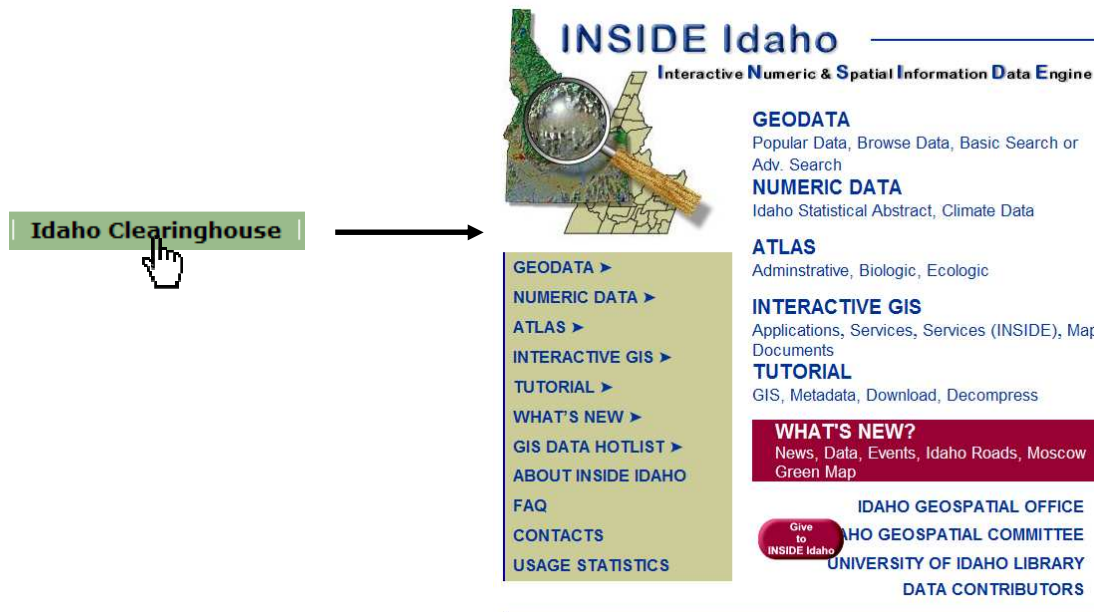 Idaho Clearinghouse
INSIDE Idaho
Interactive Numeric & Spatial Information Data Engine
GEODATA ➤
NUMERIC DATA ➤
ATLAS ➤
INTERACTIVE GIS ➤
TUTORIAL ➤
WHAT'S NEW ➤
GIS DATA HOTLIST ➤
ABOUT INSIDE IDAHO
FAQ
CONTACTS
USAGE STATISTICS
GEODATA
Popular Data, Browse Data, Basic Search or
Adv. Search
NUMERIC DATA
Idaho Statistical Abstract, Climate Data
ATLAS
Adminstrative, Biologic, Ecologic
INTERACTIVE GIS
Applications, Services, Services (INSIDE), Map
Documents
TUTORIAL
GIS, Metadata, Download, Decompress
WHAT'S NEW?
News, Data, Events, Idaho Roads, Moscow
Green Map
IDAHO GEOSPATIAL OFFICE
Give
to
INSIDE Idaho
AHO GEOSPATIAL COMMITTEE
UNIVERSITY OF IDAHO LIBRARY
DATA CONTRIBUTORS